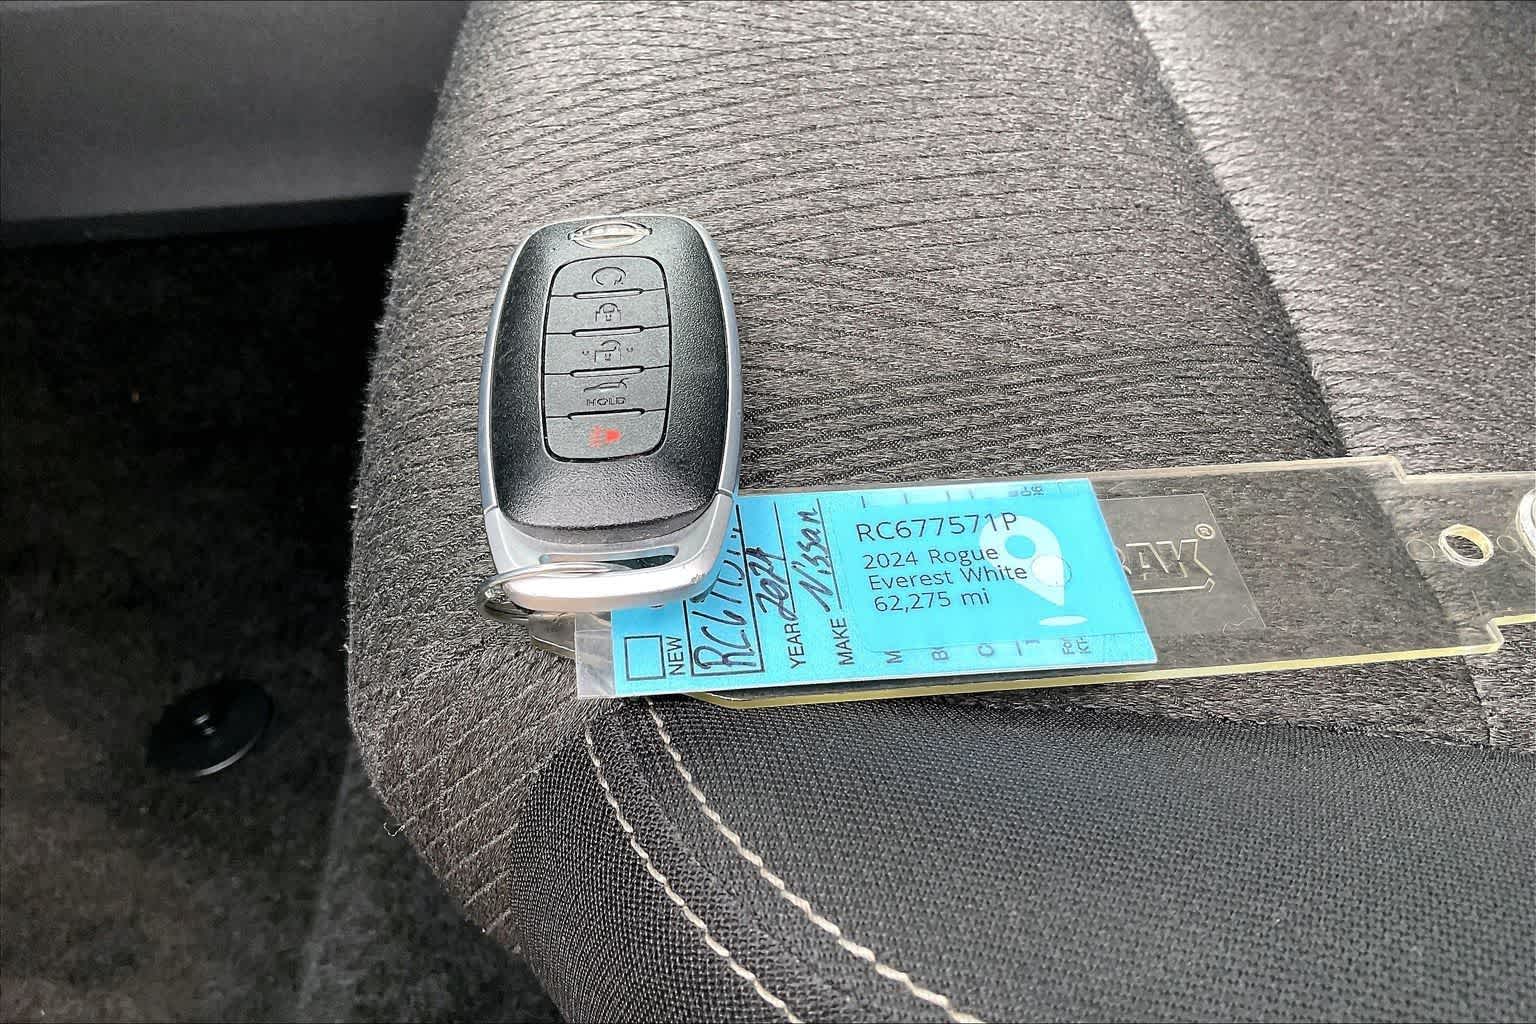 HOLD
RC677571P
2024 Rogue
Everest White
62,275 mi
NEW
YEAR 2024
MAKE Nissan